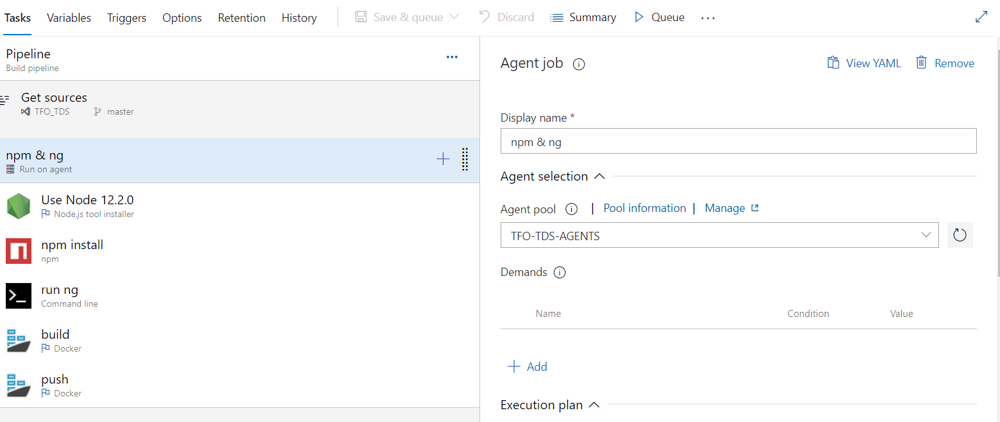 Tasks Variables Triggers Options Retention History Save & queue Discard Summary Queue ...
Pipeline
Build pipeline
Get sources
TFO_TDS master
npm & ng
Run on agent
Use Node 12.2.0
Node.js tool installer
npm install
npm
run ng
Command line
build
Docker
push
Docker
Agent job View YAML Remove
Display name *
npm & ng
Agent selection
Agent pool | Pool information | Manage
TFO-TDS-AGENTS
Demands
Name Condition Value
Add
Execution plan